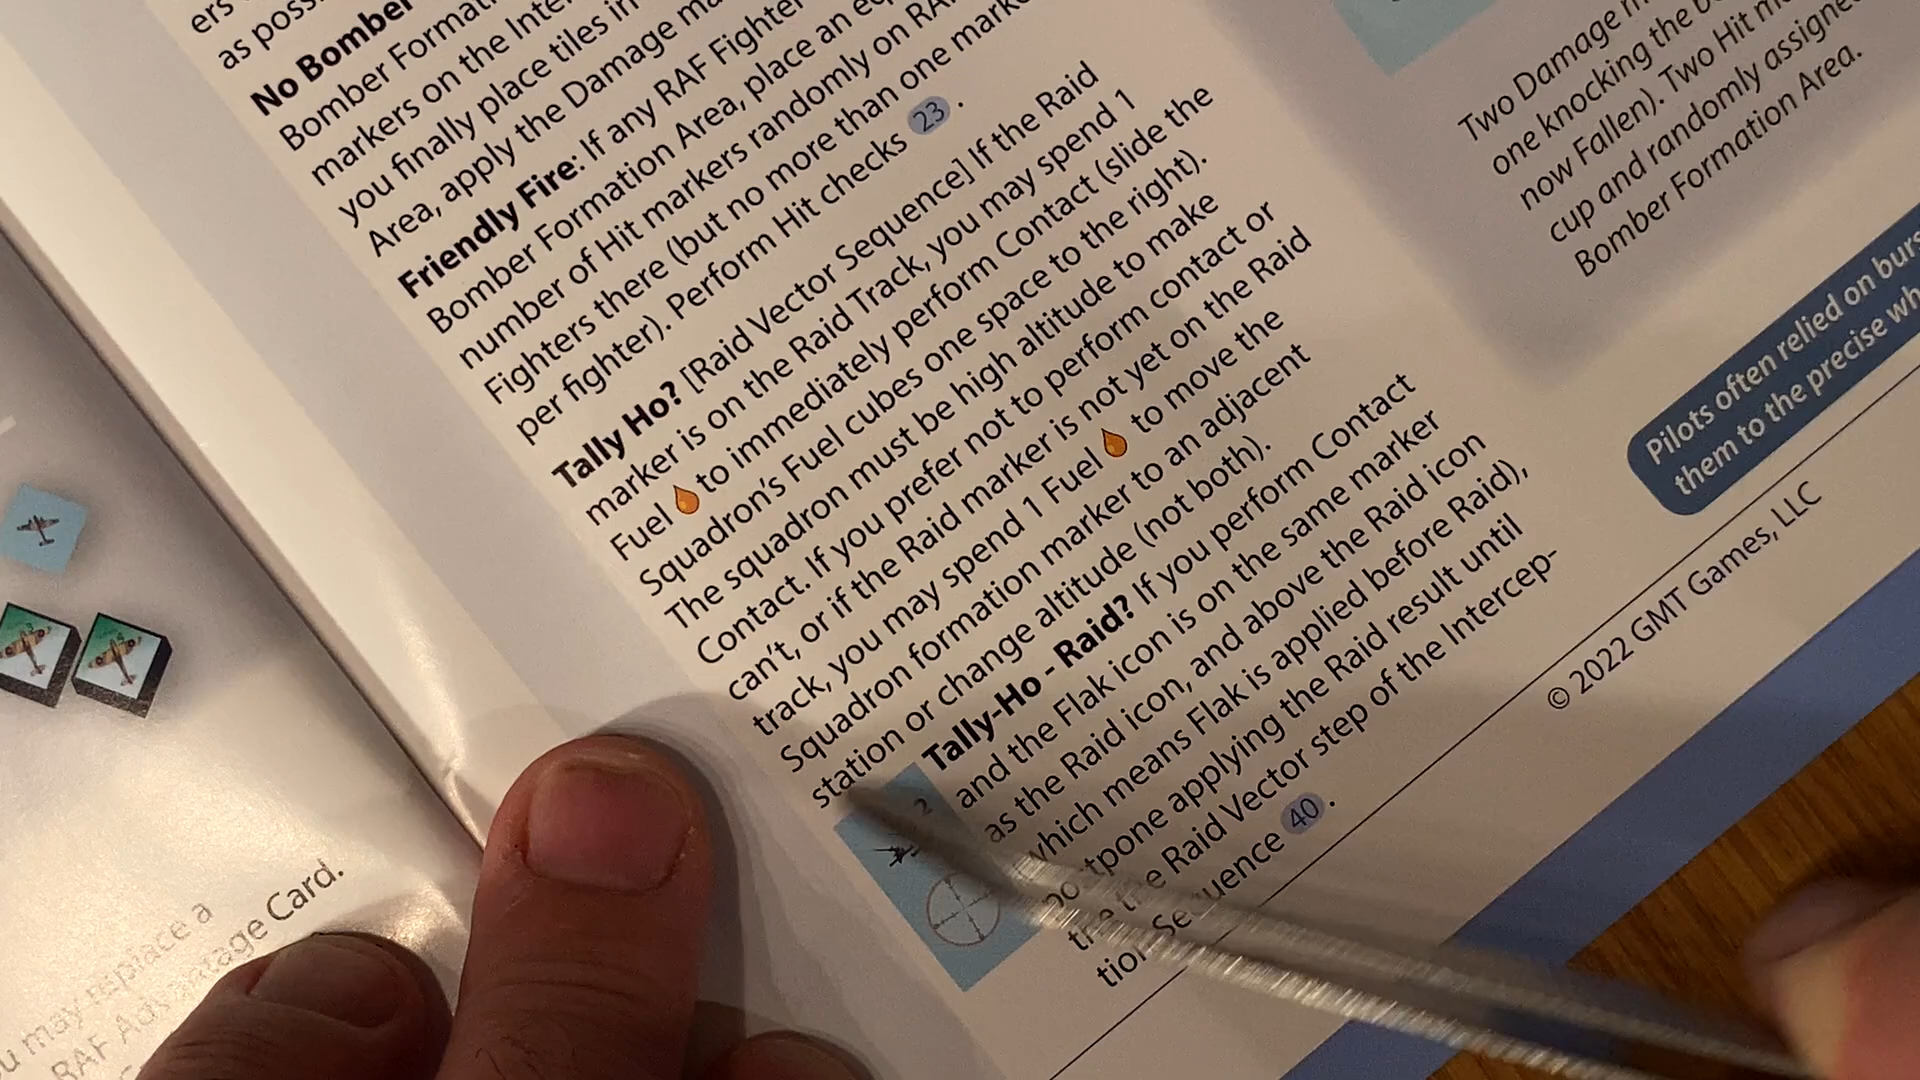 ers
as possi
No Bomber
Bomber Formati
markers on the Inte
you finally place tiles in
Area, apply the Damage ma
Friendly Fire: If any RAF Fighter
Bomber Formation Area, place an eq
number of Hit markers randomly on RA
Fighters there (but no more than one marke
per fighter). Perform Hit checks 23 .
Tally Ho? [Raid Vector Sequence] If the Raid
marker is on the Raid Track, you may spend 1
Fuel to immediately perform Contact (slide the
Squadron's Fuel cubes one space to the right).
The squadron must be high altitude to make
Contact. If you prefer not to perform contact or
can't, or if the Raid marker is not yet on the Raid
track, you may spend 1 Fuel to move the
Squadron formation marker to an adjacent
station or change altitude (not both).
Tally-Ho - Raid? If you perform Contact
and the Flak icon is on the same marker
as the Raid icon, and above the Raid icon
which means Flak is applied before Raid),
postpone applying the Raid result until
the Raid Vector step of the Intercep-
tion Sequence 40 .
2
Two Damage m
one knocking the b
now Fallen). Two Hit m
cup and randomly assigned
Bomber Formation Area.
Pilots often relied on burs
them to the precise wh
© 2022 GMT Games, LLC
u may replace a
RAF Advantage Card.